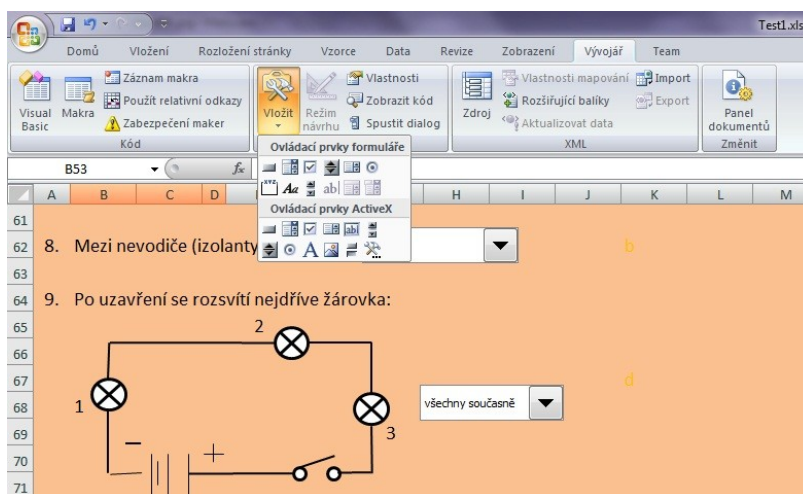 Test1.xls
Domů Vložení Rozložení stránky Vzorce Data Revize Zobrazení Vývojář Team
Visual Basic
Makra
Záznam makra
Použít relativní odkazy
Zabezpečení maker
Kód
Vložit
Režim návrhu
Vlastnosti
Zobrazit kód
Spustit dialog
Zdroj
Vlastnosti mapování
Rozšiřující balíky
Aktualizovat data
Import
Export
XML
Panel dokumentů
Změnit
Ovládací prvky formuláře
XYZ
Aa
ab|
Ovládací prvky ActiveX
ab|
A
B53
fx
A B C D H I J K L M
61
62 8. Mezi nevodiče (izolanty b
63
64 9. Po uzavření se rozsvítí nejdříve žárovka:
65 2
66
67 d
68 1 všechny současně
69 3
70 − +
71